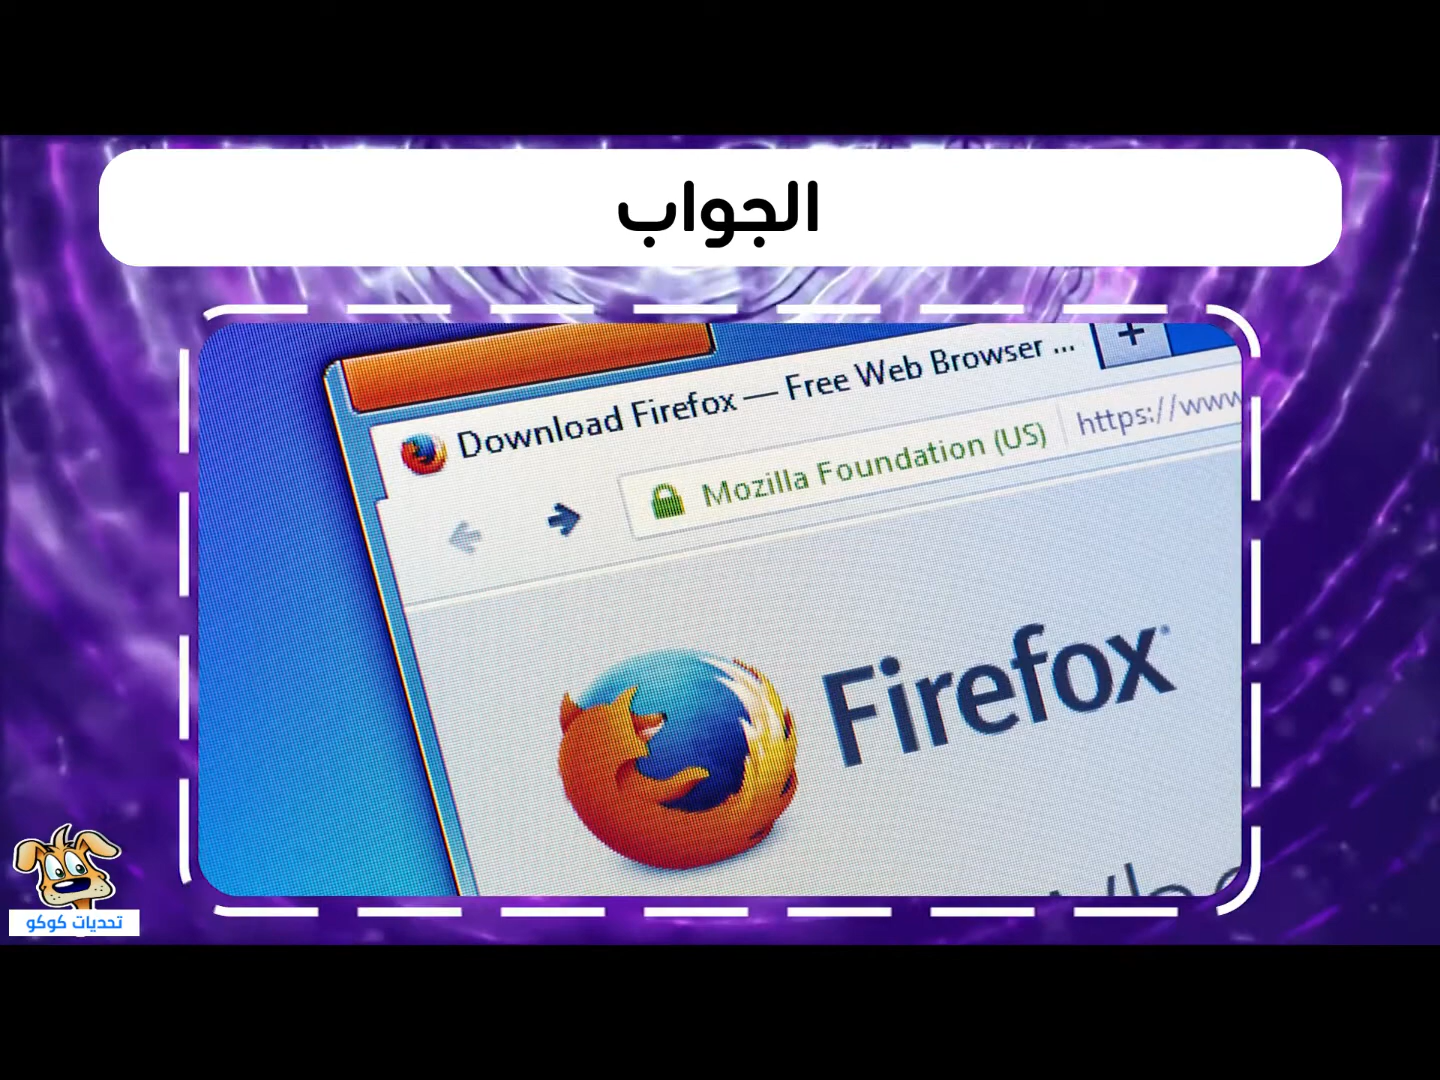 الجواب
Download Firefox — Free Web Browser ...
+
Mozilla Foundation (US)
https://www
Firefox
تحديات كوكو